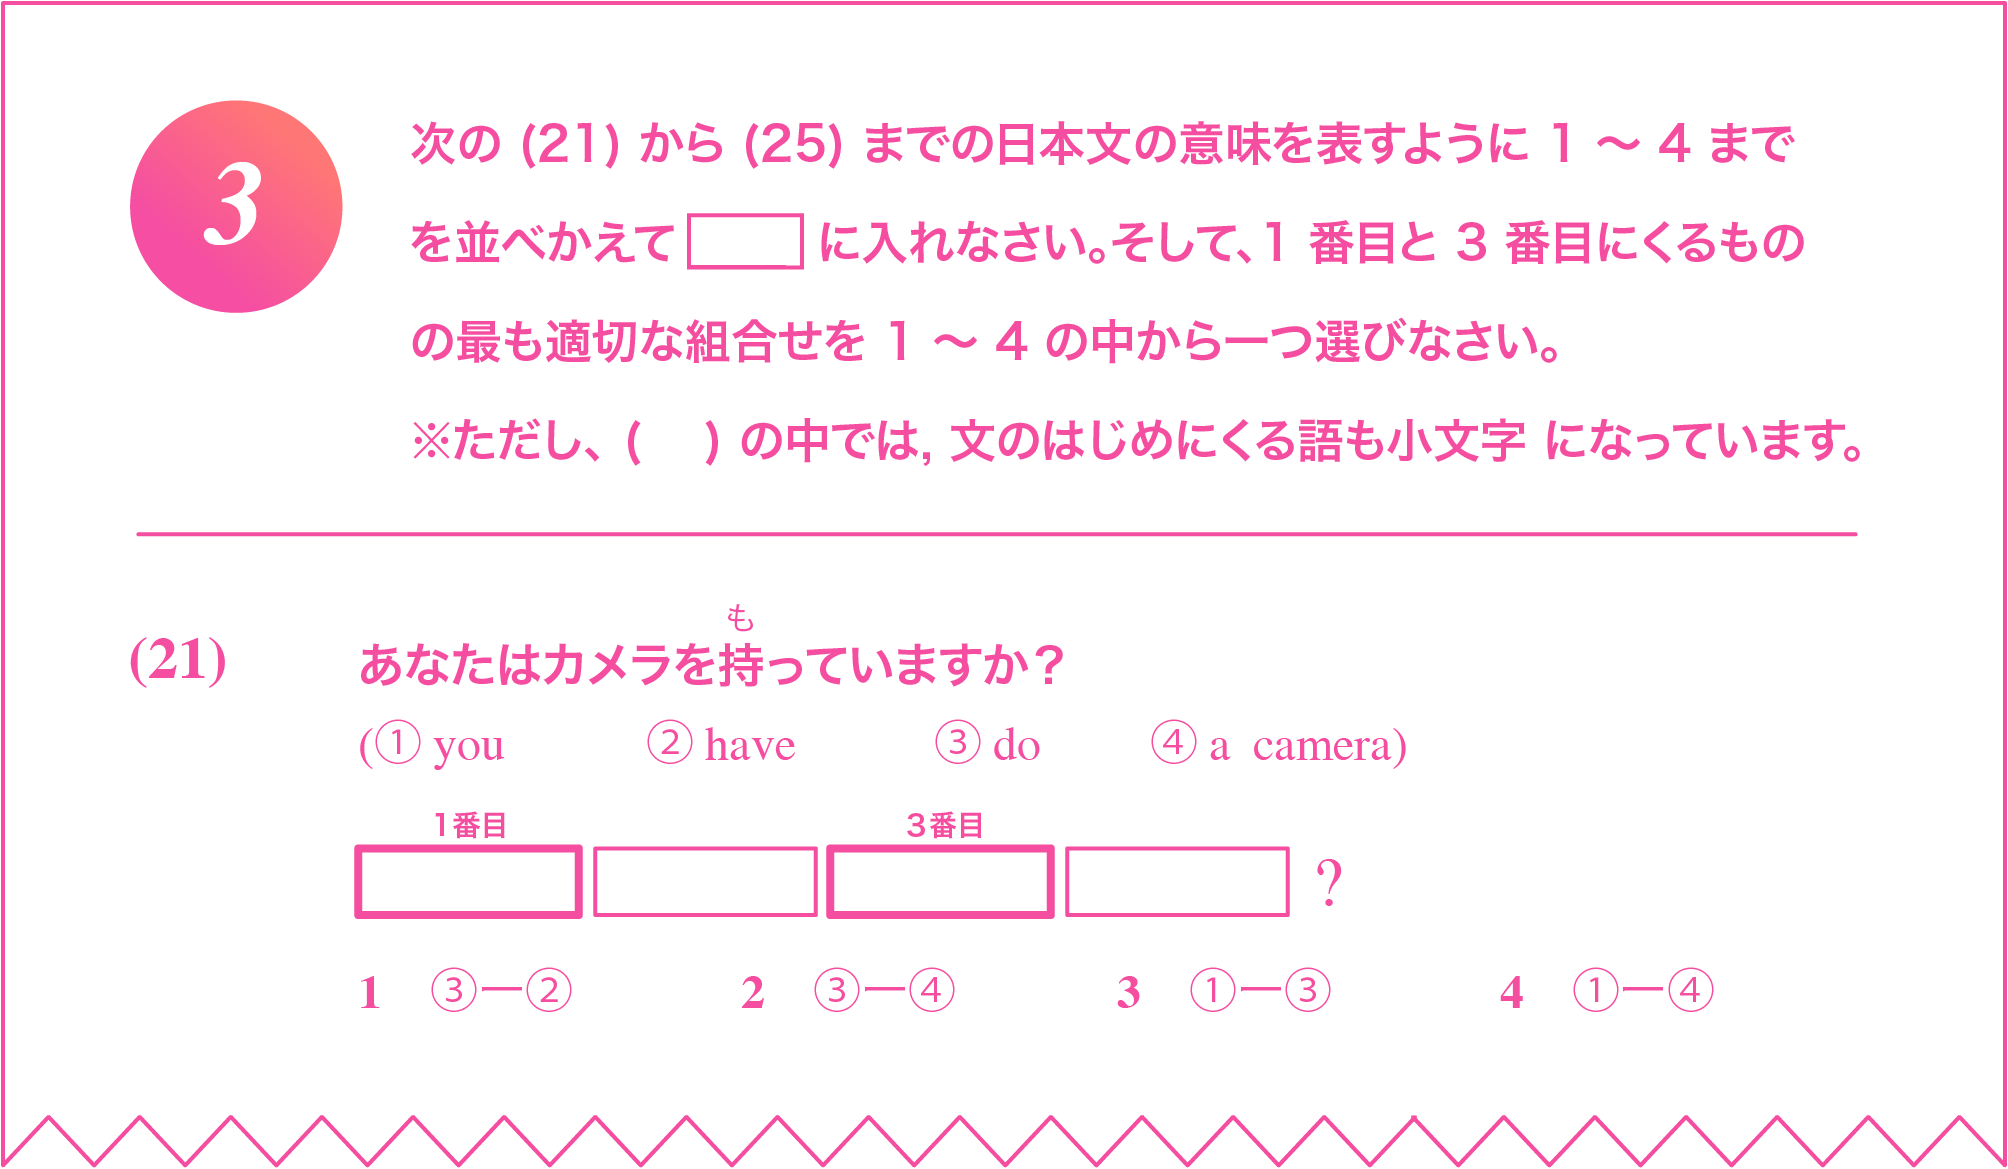 3
次の (21) から (25) までの日本文の意味を表すように 1 ～ 4 まで
を並べかえて に入れなさい。そして、1 番目と 3 番目にくるもの
の最も適切な組合せを 1 ～ 4 の中から一つ選びなさい。
※ただし、( ) の中では, 文のはじめにくる語も小文字 になっています。
も
(21) あなたはカメラを持っていますか?
(① you ② have ③ do ④ a camera)
1番目 3番目
?
1 ③—② 2 ③—④ 3 ①—③ 4 ①—④